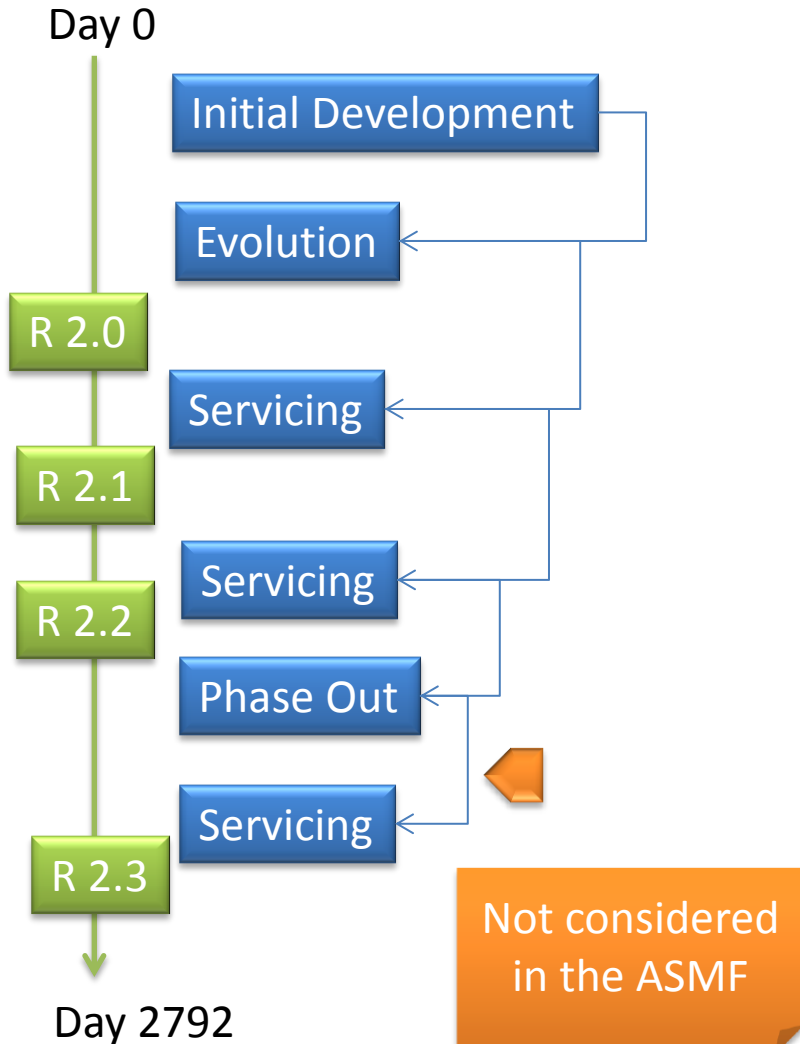 Day 0
Initial Development
Evolution
R 2.0
Servicing
R 2.1
Servicing
R 2.2
Phase Out
Servicing
R 2.3
Not considered
in the ASMF
Day 2792